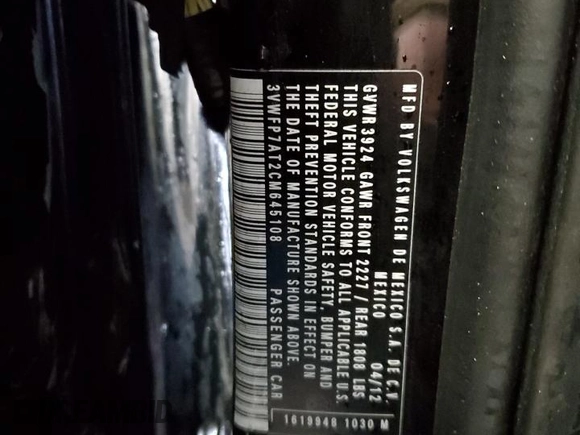 MFD BY VOLKSWAGEN DE MEXICO S.A. DE C.V.
MEXICO 04/12
GVWR 3924 GAWR FRONT 2227 / REAR 1808 LBS
THIS VEHICLE CONFORMS TO ALL APPLICABLE U.S.
FEDERAL MOTOR VEHICLE SAFETY, BUMPER AND
THEFT PREVENTION STANDARDS IN EFFECT ON
THE DATE OF MANUFACTURE SHOWN ABOVE.
3VWFP7AT2CM645108 PASSENGER CAR
1619948 1030 M